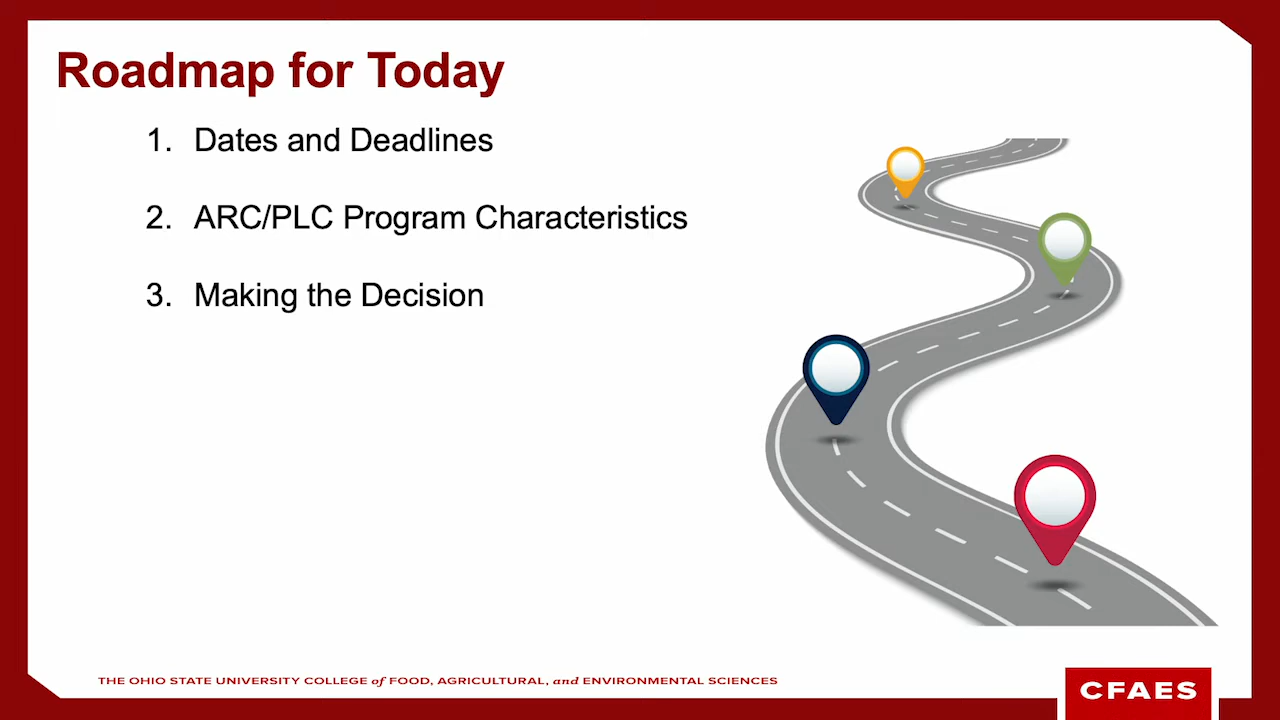 Roadmap for Today
1. Dates and Deadlines
2. ARC/PLC Program Characteristics
3. Making the Decision
THE OHIO STATE UNIVERSITY COLLEGE of FOOD, AGRICULTURAL, and ENVIRONMENTAL SCIENCES
CFAES